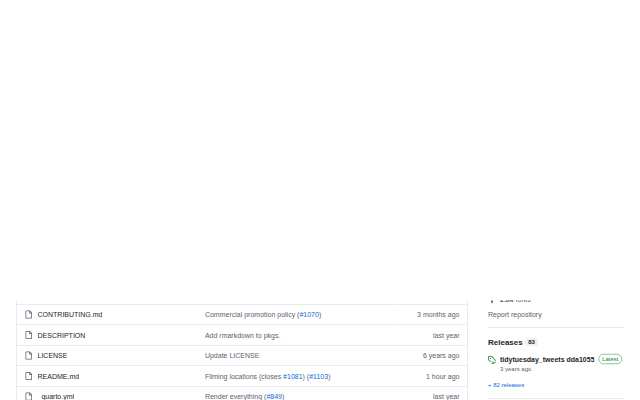 CONTRIBUTING.md Commercial promotion policy (#1070) 3 months ago
DESCRIPTION Add rmarkdown to pkgs. last year
LICENSE Update LICENSE 6 years ago
README.md Filming locations (closes #1081) (#1103) 1 hour ago
_quarto.yml Render everything (#849) last year
Report repository
Releases 83
tidytuesday_tweets dda1055 Latest
3 years ago
+ 82 releases